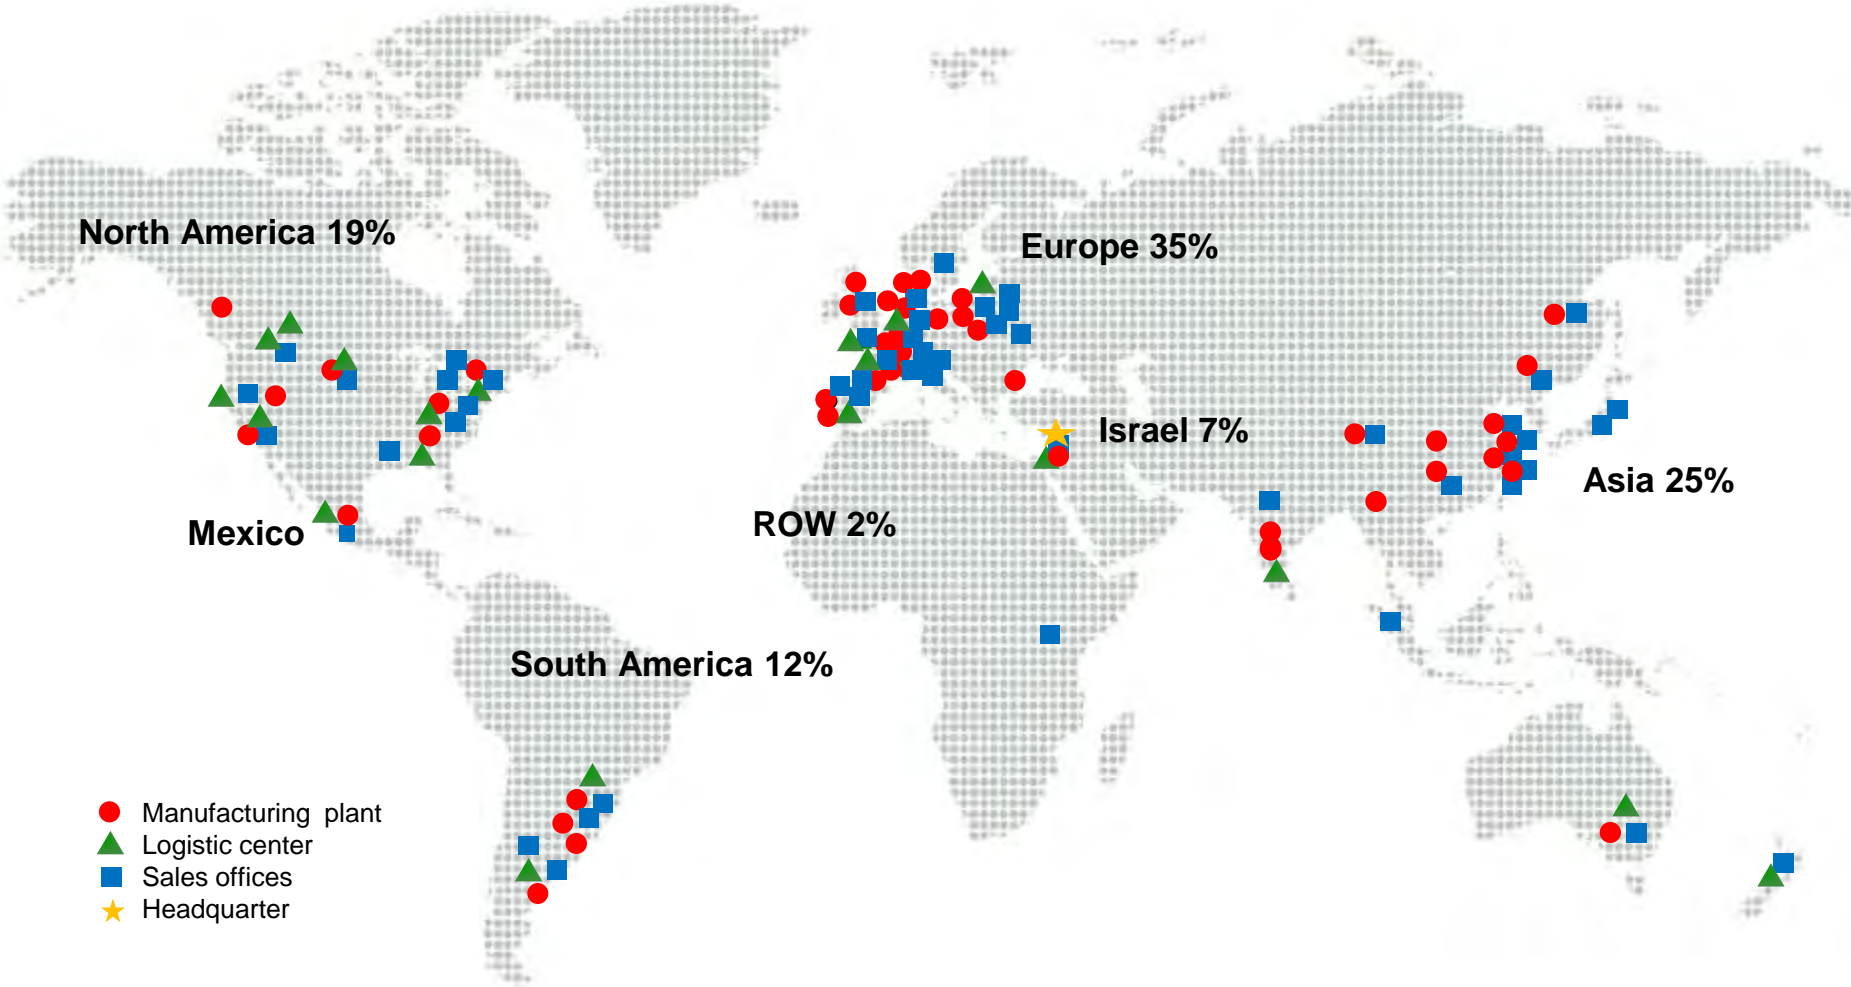 North America 19%
Europe 35%
Israel 7%
Asia 25%
ROW 2%
Mexico
South America 12%
Manufacturing plant
Logistic center
Sales offices
Headquarter